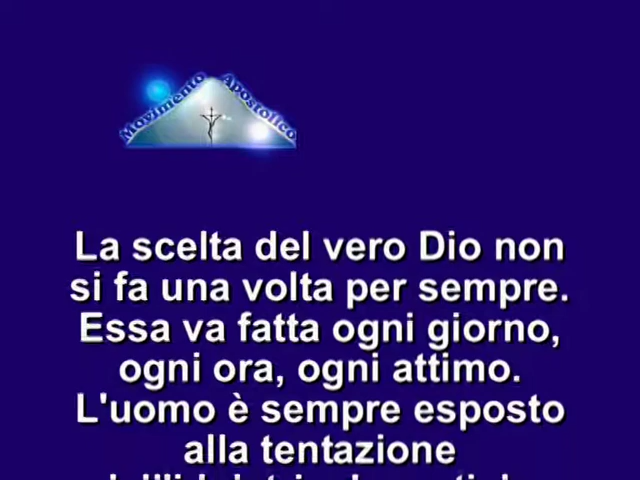 Movimento Apostolico
La scelta del vero Dio non
si fa una volta per sempre.
Essa va fatta ogni giorno,
ogni ora, ogni attimo.
L'uomo è sempre esposto
alla tentazione